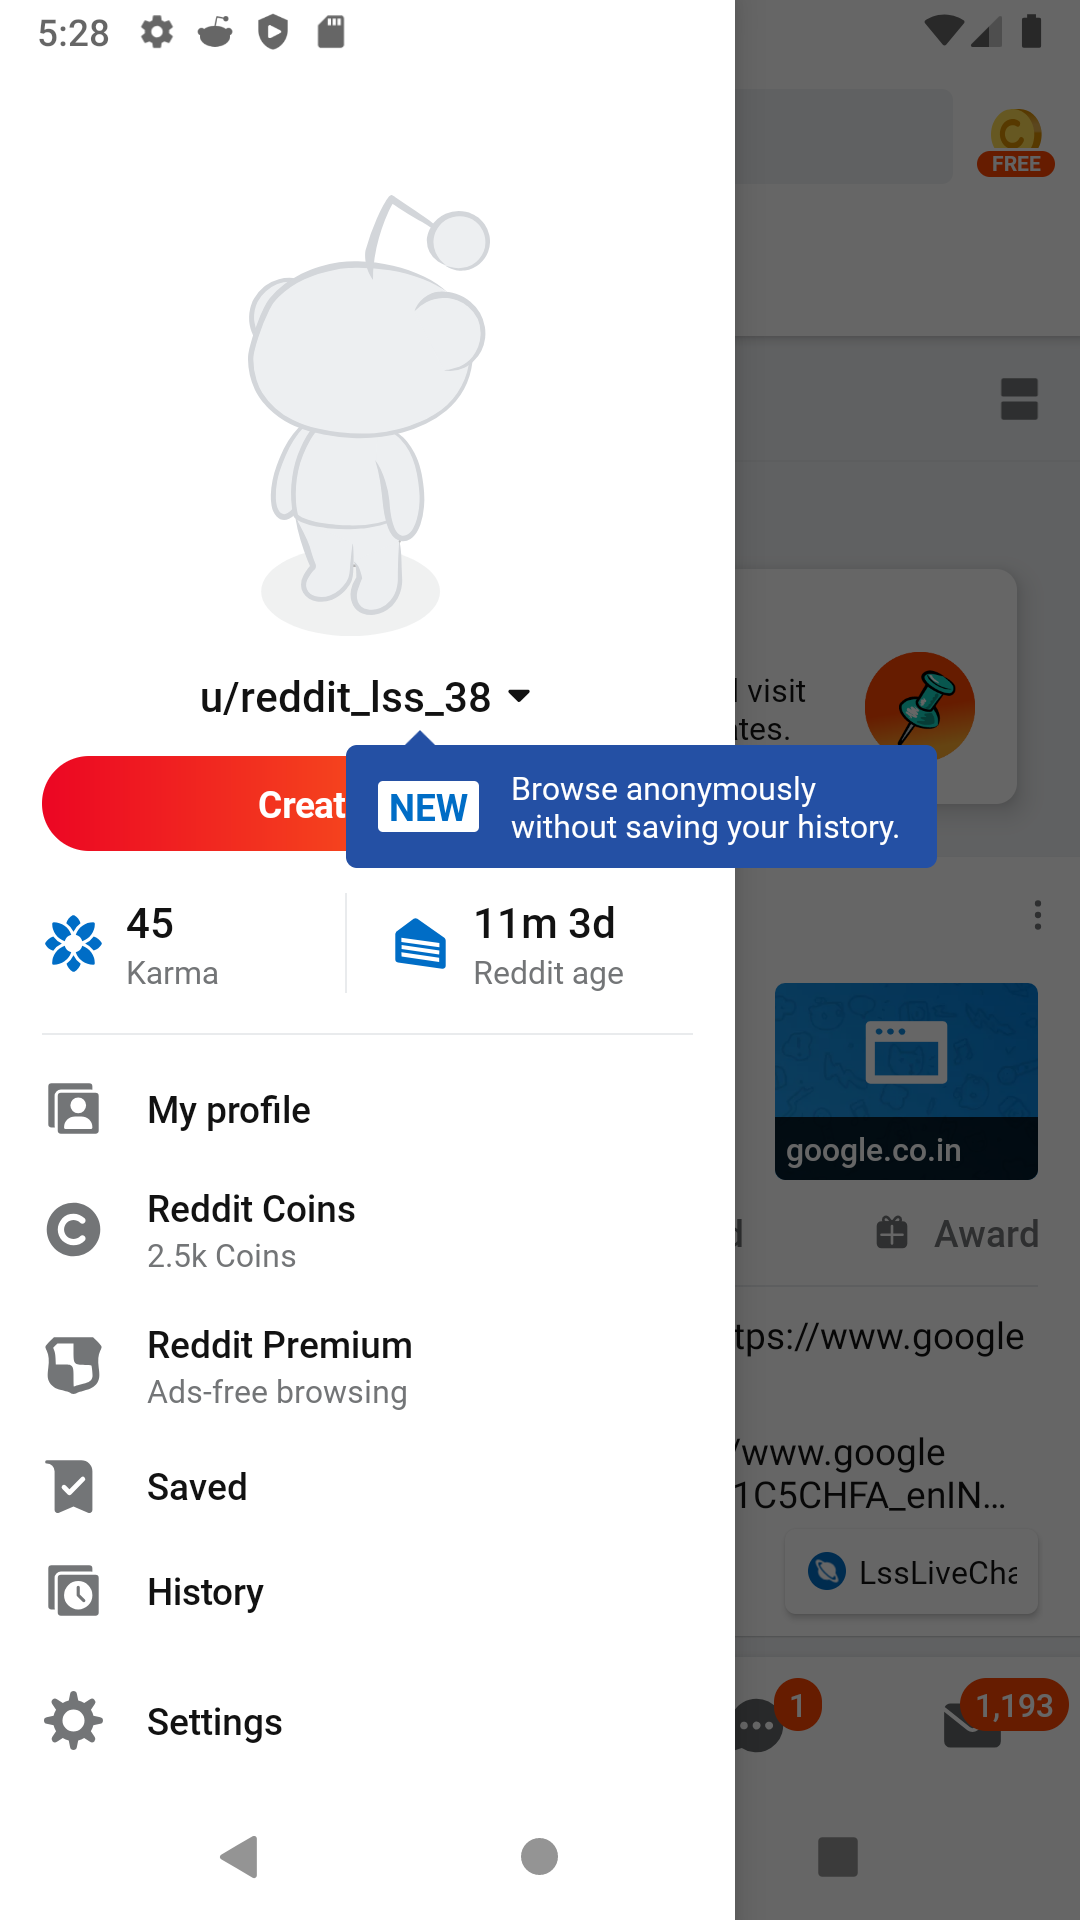 5:28
FREE
visit
tes.
u/reddit_lss_38
Creat
NEW
Browse anonymously
without saving your history.
45
Karma
11m 3d
Reddit age
My profile
google.co.in
Reddit Coins
2.5k Coins
Award
Reddit Premium
Ads-free browsing
tps://www.google
/www.google
1C5CHFA_enIN…
Saved
History
LssLiveCha
Settings
1
1,193